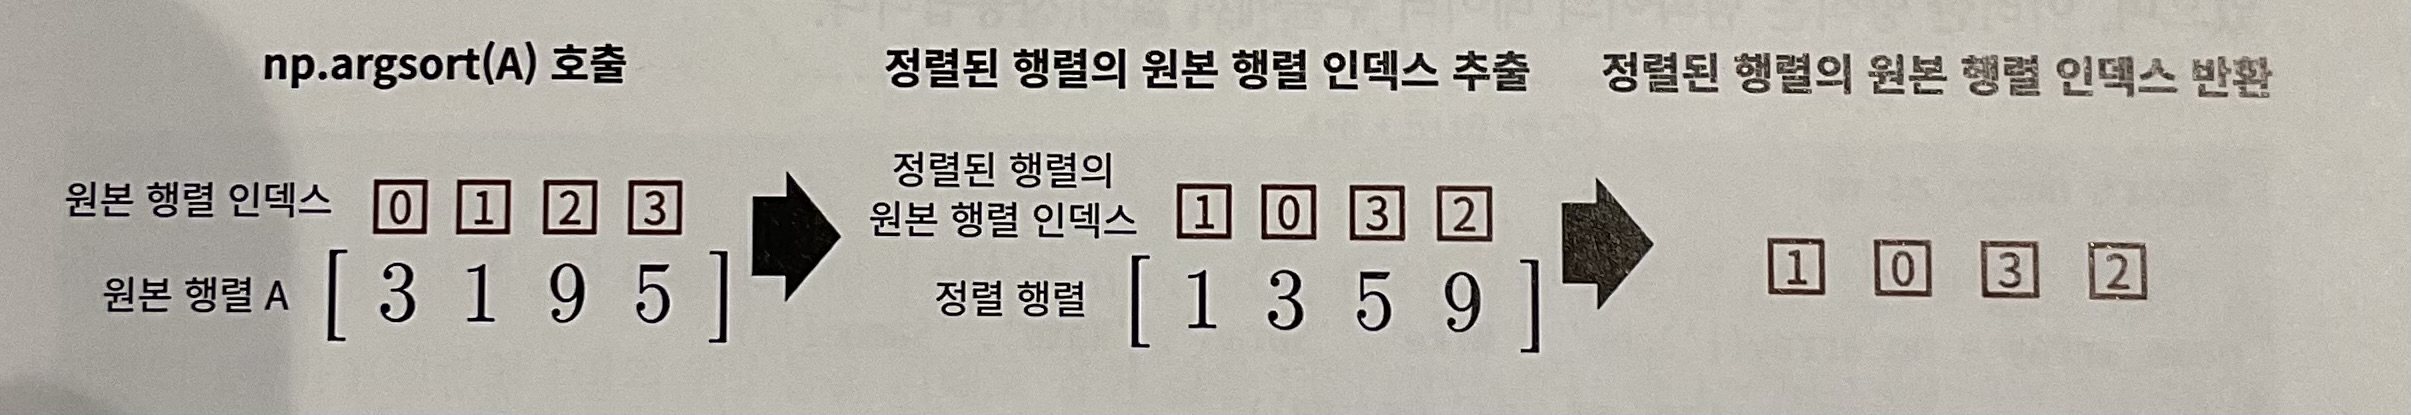 np.argsort(A) 호출
원본 행렬 인덱스 0 1 2 3
원본 행렬 A [ 3 1 9 5 ]
정렬된 행렬의 원본 행렬 인덱스 추출
정렬된 행렬의
원본 행렬 인덱스 1 0 3 2
정렬 행렬 [ 1 3 5 9 ]
정렬된 행렬의 원본 행렬 인덱스 반환
1 0 3 2